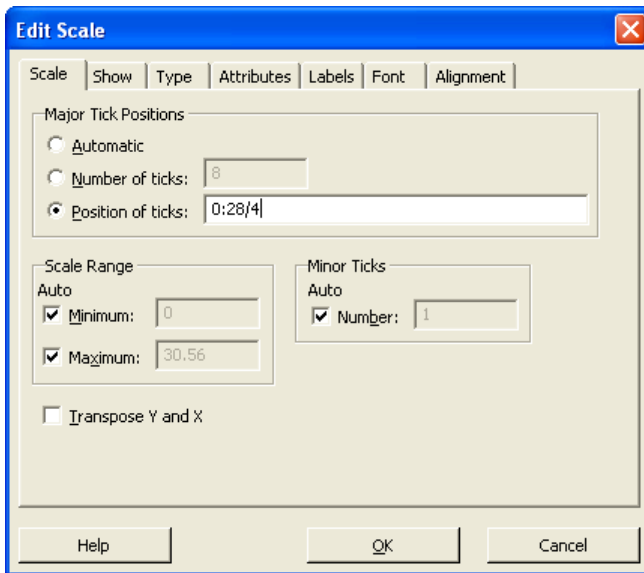 Edit Scale
Scale Show Type Attributes Labels Font Alignment
Major Tick Positions
Automatic
Number of ticks: 8
Position of ticks: 0:28/4
Scale Range
Auto
Minimum: 0
Maximum: 30.56
Minor Ticks
Auto
Number: 1
Transpose Y and X
Help OK Cancel